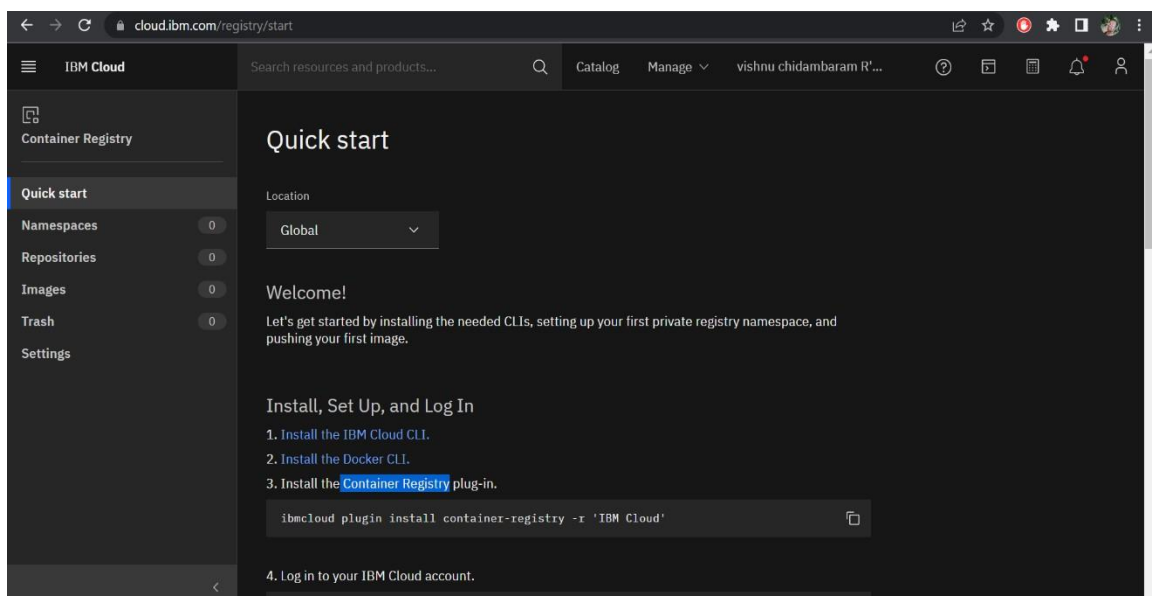 cloud.ibm.com/registry/start
IBM Cloud
Search resources and products...
Catalog
Manage
vishnu chidambaram R'...
Container Registry
Quick start
Namespaces 0
Repositories 0
Images 0
Trash 0
Settings
Quick start
Location
Global
Welcome!
Let's get started by installing the needed CLIs, setting up your first private registry namespace, and
pushing your first image.
Install, Set Up, and Log In
1. Install the IBM Cloud CLI.
2. Install the Docker CLI.
3. Install the Container Registry plug-in.
ibmcloud plugin install container-registry -r 'IBM Cloud'
4. Log in to your IBM Cloud account.